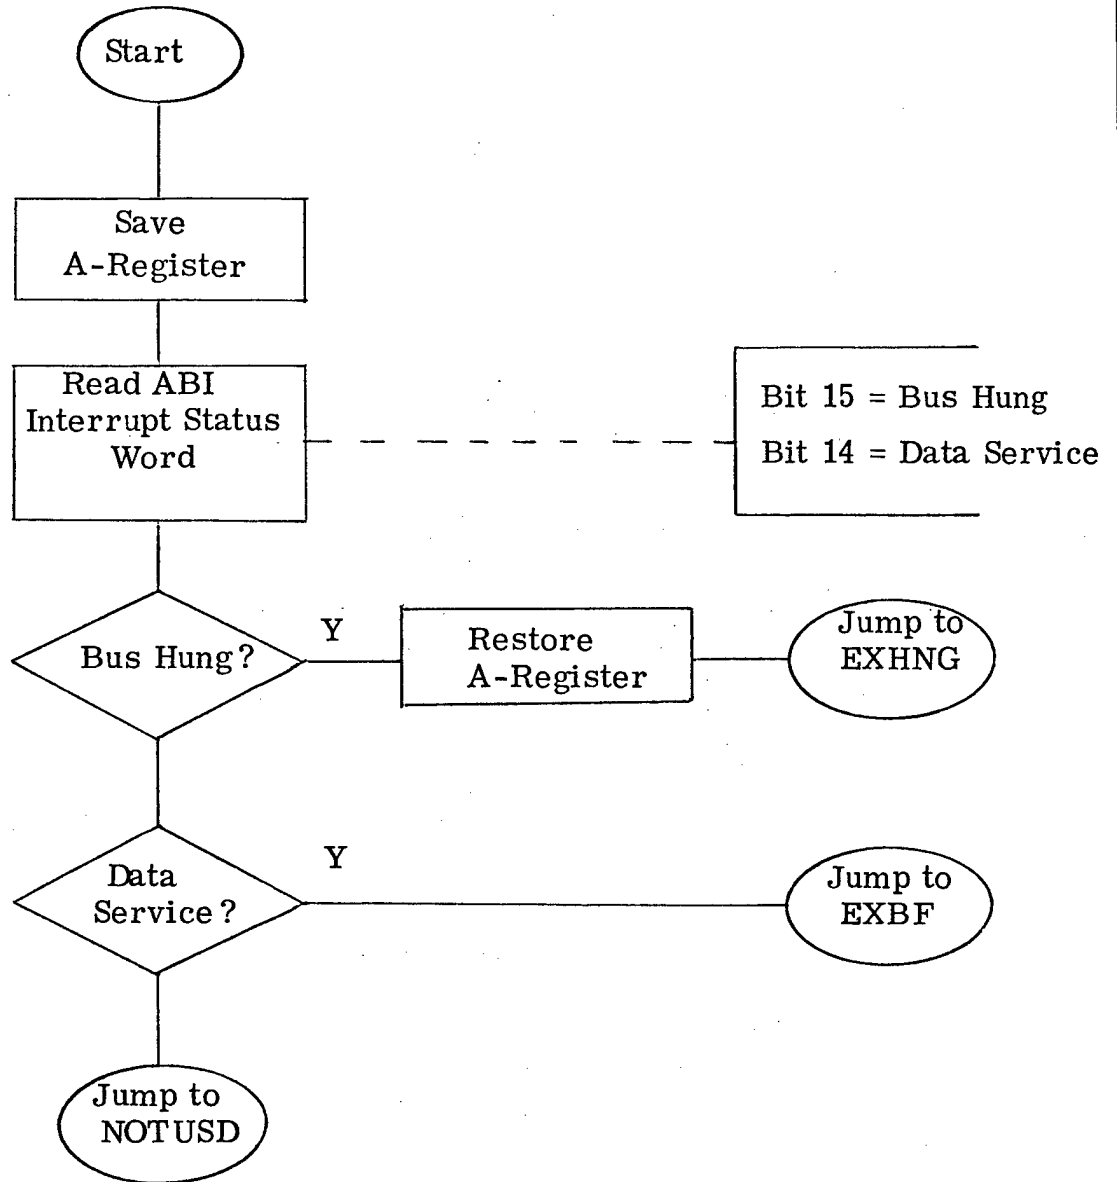 Start
Save
A-Register
Read ABI
Interrupt Status
Word
Bit 15 = Bus Hung
Bit 14 = Data Service
Bus Hung?
Y
Restore
A-Register
Jump to
EXHNG
Data
Service?
Y
Jump to
EXBF
Jump to
NOTUSD